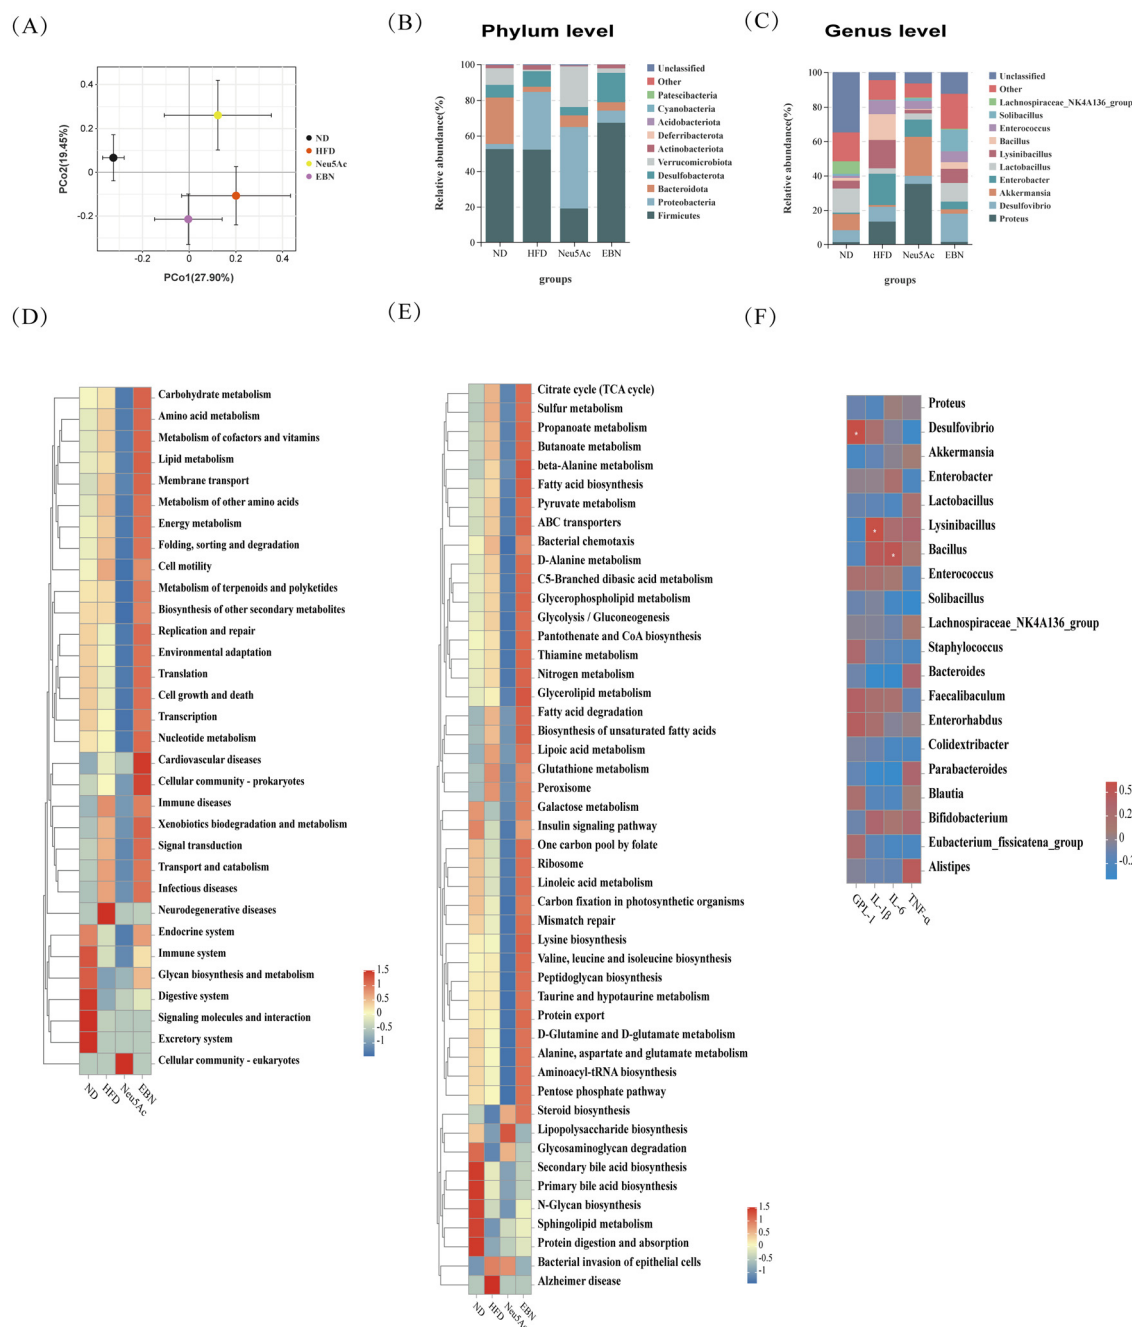 (A)
0.4
0.2
0
-0.2
PCo2(19.45%)
-0.2
0
0.2
0.4
PCo1(27.90%)
ND
HFD
Neu5Ac
EBN
(B)
Phylum level
Relative abundance(%)
100
80
60
40
20
0
ND
HFD
Neu5Ac
EBN
groups
Unclassified
Other
Patescibacteria
Cyanobacteria
Acidobacteriota
Deferribacterota
Actinobacteriota
Verrucomicrobiota
Desulfobacterota
Bacteroidota
Proteobacteria
Firmicutes
(C)
Genus level
Relative abundance(%)
100
80
60
40
20
0
ND
HFD
Neu5Ac
EBN
groups
Unclassified
Other
Lachnospiraceae_NK4A136_group
Solibacillus
Enterococcus
Bacillus
Lysinibacillus
Lactobacillus
Enterobacter
Akkermansia
Desulfovibrio
Proteus
(D)
Carbohydrate metabolism
Amino acid metabolism
Metabolism of cofactors and vitamins
Lipid metabolism
Membrane transport
Metabolism of other amino acids
Energy metabolism
Folding, sorting and degradation
Cell motility
Metabolism of terpenoids and polyketides
Biosynthesis of other secondary metabolites
Replication and repair
Environmental adaptation
Translation
Cell growth and death
Transcription
Nucleotide metabolism
Cardiovascular diseases
Cellular community - prokaryotes
Immune diseases
Xenobiotics biodegradation and metabolism
Signal transduction
Transport and catabolism
Infectious diseases
Neurodegenerative diseases
Endocrine system
Immune system
Glycan biosynthesis and metabolism
Digestive system
Signaling molecules and interaction
Excretory system
Cellular community - eukaryotes
ND
HFD
Neu5Ac
EBN
1.5
1
0.5
0
-0.5
-1
(E)
Citrate cycle (TCA cycle)
Sulfur metabolism
Propanoate metabolism
Butanoate metabolism
beta-Alanine metabolism
Fatty acid biosynthesis
Pyruvate metabolism
ABC transporters
Bacterial chemotaxis
D-Alanine metabolism
C5-Branched dibasic acid metabolism
Glycerophospholipid metabolism
Glycolysis / Gluconeogenesis
Pantothenate and CoA biosynthesis
Thiamine metabolism
Nitrogen metabolism
Glycerolipid metabolism
Fatty acid degradation
Biosynthesis of unsaturated fatty acids
Lipoic acid metabolism
Glutathione metabolism
Peroxisome
Galactose metabolism
Insulin signaling pathway
One carbon pool by folate
Ribosome
Linoleic acid metabolism
Carbon fixation in photosynthetic organisms
Mismatch repair
Lysine biosynthesis
Valine, leucine and isoleucine biosynthesis
Peptidoglycan biosynthesis
Taurine and hypotaurine metabolism
Protein export
D-Glutamine and D-glutamate metabolism
Alanine, aspartate and glutamate metabolism
Aminoacyl-tRNA biosynthesis
Pentose phosphate pathway
Steroid biosynthesis
Lipopolysaccharide biosynthesis
Glycosaminoglycan degradation
Secondary bile acid biosynthesis
Primary bile acid biosynthesis
N-Glycan biosynthesis
Sphingolipid metabolism
Protein digestion and absorption
Bacterial invasion of epithelial cells
Alzheimer disease
ND
HFD
Neu5Ac
EBN
1.5
1
0.5
0
-0.5
-1
(F)
Proteus
Desulfovibrio
*
Akkermansia
Enterobacter
Lactobacillus
Lysinibacillus
*
Bacillus
*
Enterococcus
Solibacillus
Lachnospiraceae_NK4A136_group
Staphylococcus
Bacteroides
Faecalibaculum
Enterorhabdus
Colidextribacter
Parabacteroides
Blautia
Bifidobacterium
Eubacterium_fissicatena_group
Alistipes
GPL-1
IL-1β
IL-6
TNF-α
0.5
0.2
0